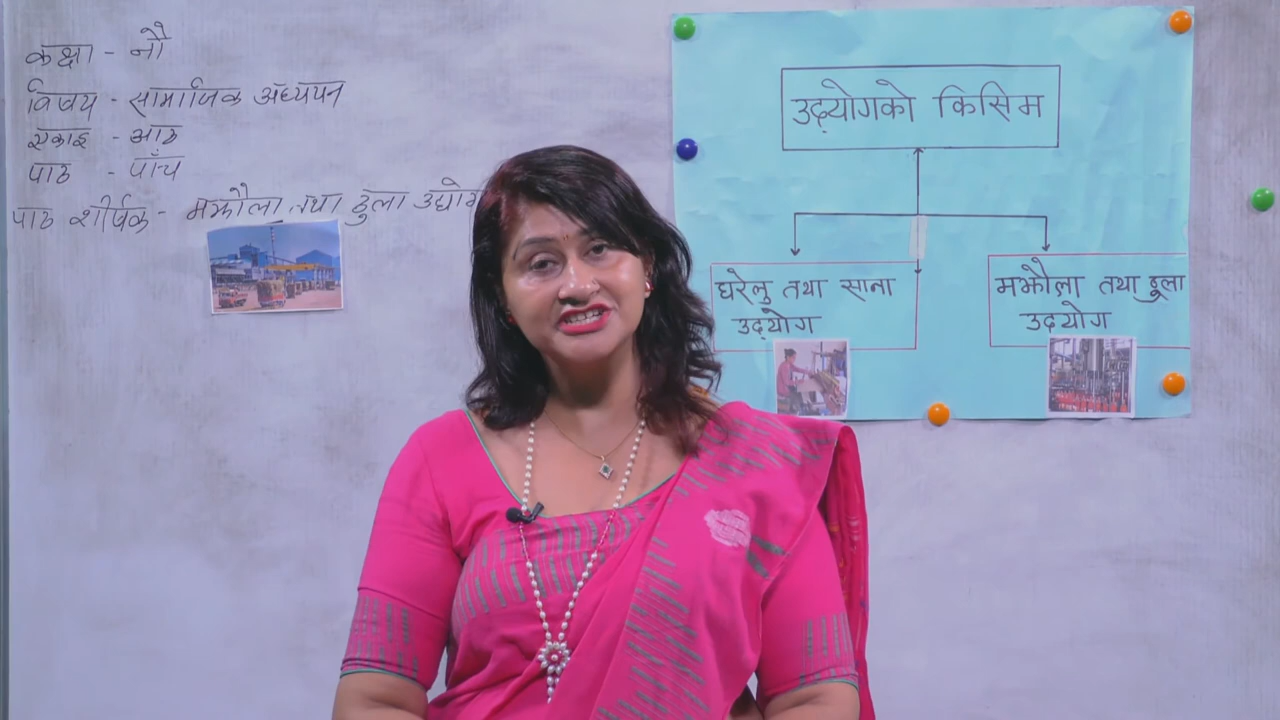 कक्षा - नौ
विषय - सामाजिक अध्ययन
एकाइ - आठ
पाठ - पाँच
पाठ शीर्षक - मझौला तथा ठुला उद्योग
उद्योगको किसिम
घरेलु तथा साना
उद्योग
मझौला तथा ठुला
उद्योग